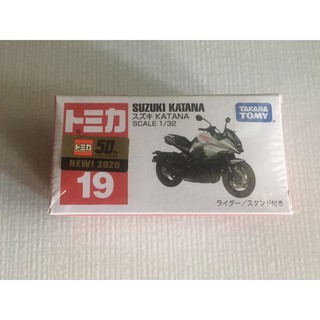 トミカ
トミカ 50th
NEW! 2020
19
SUZUKI KATANA
スズキ KATANA
SCALE 1/32
TAKARA
TOMY
ライダー／スタンド付き